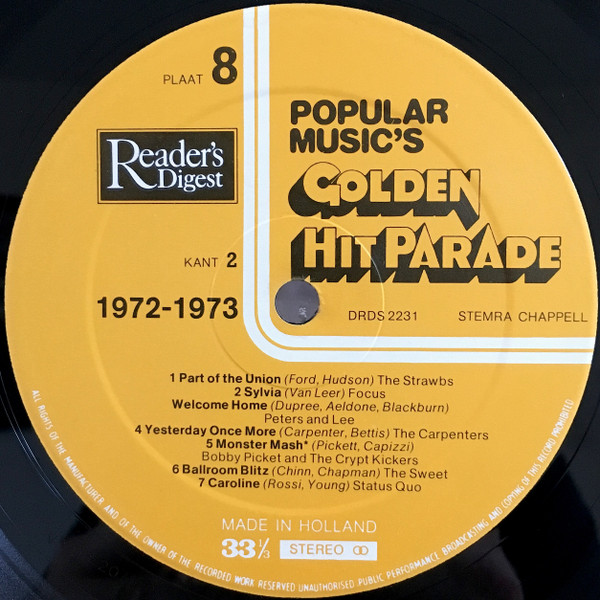 PLAAT 8
POPULAR
MUSIC'S
GOLDEN
HIT PARADE
Reader's
Digest
KANT 2
1972-1973
DRDS 2231 STEMRA CHAPPELL
1 Part of the Union (Ford, Hudson) The Strawbs
2 Sylvia (Van Leer) Focus
Welcome Home (Dupree, Aeldone, Blackburn)
Peters and Lee
4 Yesterday Once More (Carpenter, Bettis) The Carpenters
5 Monster Mash* (Pickett, Capizzi)
Bobby Picket and The Crypt Kickers
6 Ballroom Blitz (Chinn, Chapman) The Sweet
7 Caroline (Rossi, Young) Status Quo
MADE IN HOLLAND
33 1/3 STEREO
ALL RIGHTS OF THE MANUFACTURER AND OF THE OWNER OF THE RECORDED WORK RESERVED UNAUTHORISED PUBLIC PERFORMANCE, BROADCASTING AND COPYING OF THIS RECORD PROHIBITED